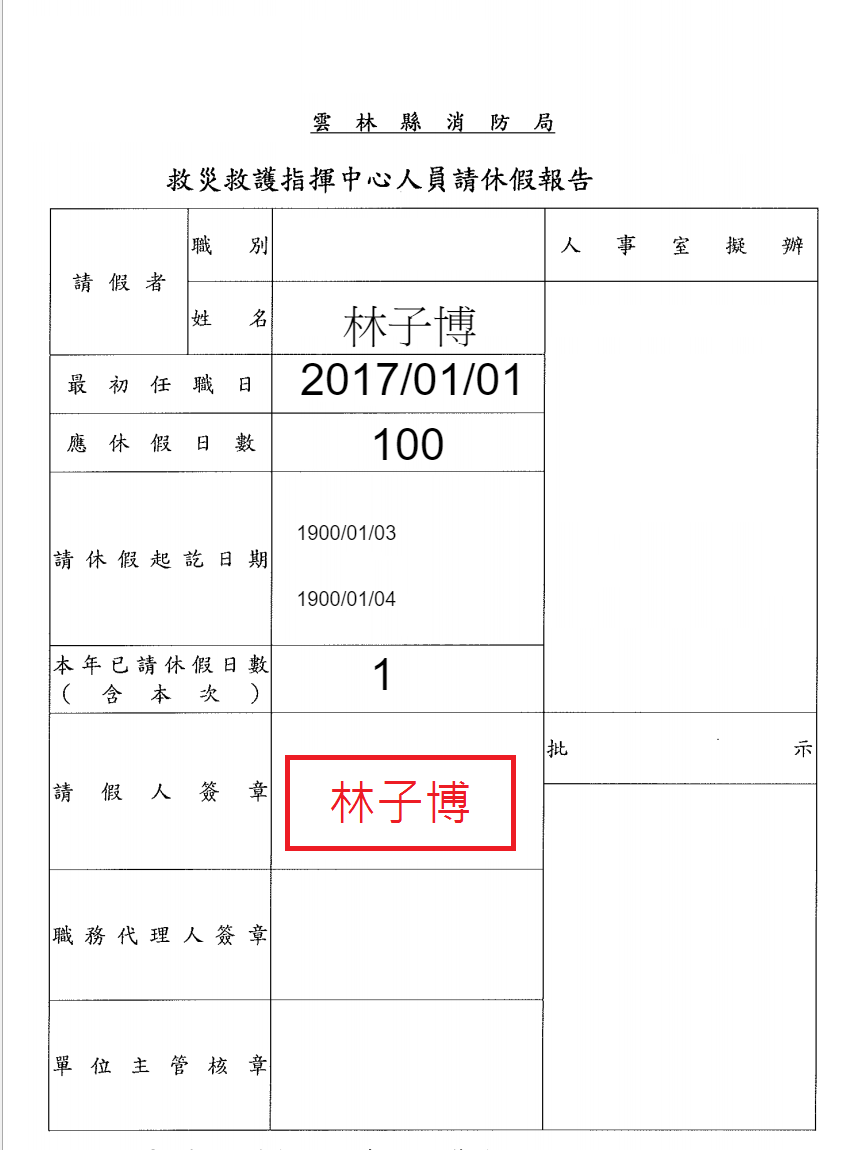 雲林縣消防局
救災救護指揮中心人員請休假報告
請假者
職別
人事室擬辦
姓名
林子博
最初任職日
2017/01/01
應休假日數
100
請休假起訖日期
1900/01/03
1900/01/04
本年已請休假日數
(含本次)
1
請假人簽章
林子博
批示
職務代理人簽章
單位主管核章